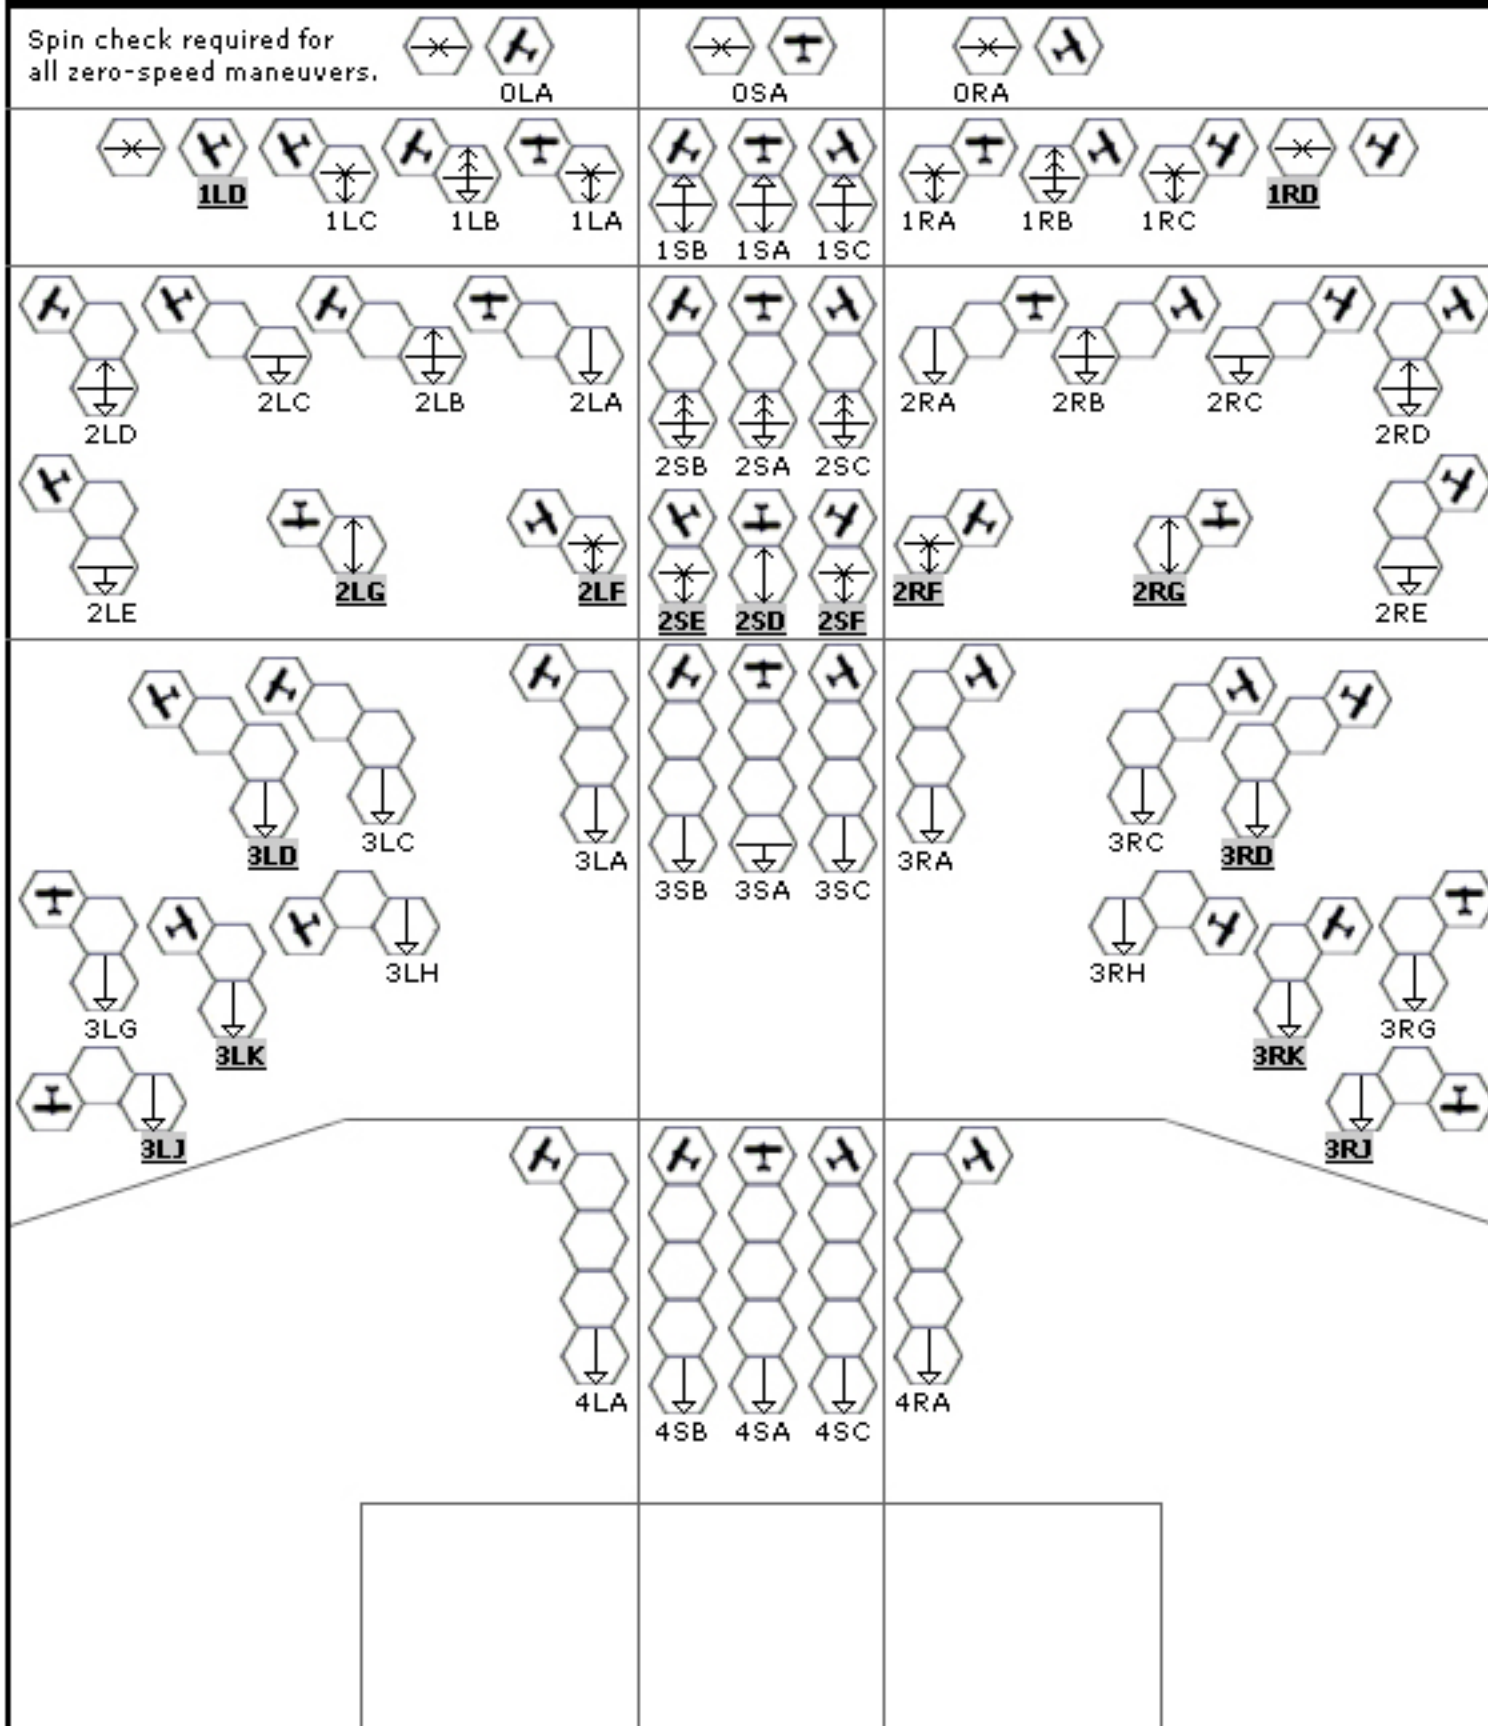 Spin check required for
all zero-speed maneuvers.
0LA 0SA 0RA
1LD 1LC 1LB 1LA 1SB 1SA 1SC 1RA 1RB 1RC 1RD
2LD 2LC 2LB 2LA 2SB 2SA 2SC 2RA 2RB 2RC 2RD
2LE 2LG 2LF 2SE 2SD 2SF 2RF 2RG 2RE
3LD 3LC 3LA 3SB 3SA 3SC 3RA 3RC 3RD
3LG 3LK 3LH 3RH 3RK 3RG
3LJ 3RJ
4LA 4SB 4SA 4SC 4RA